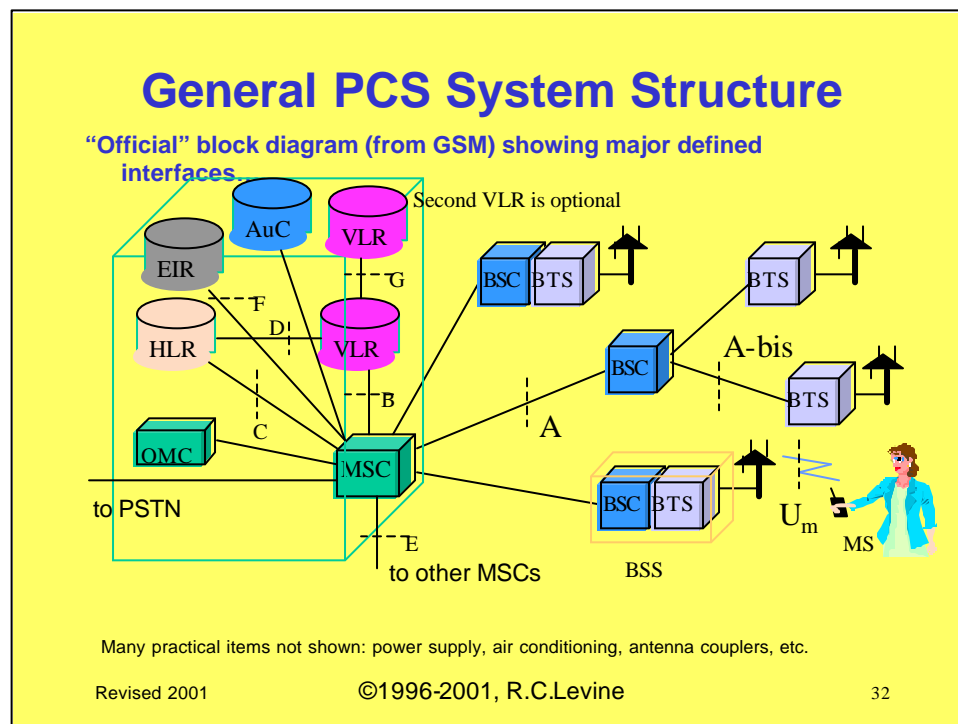 General PCS System Structure
“Official” block diagram (from GSM) showing major defined
interfaces…
Second VLR is optional
AuC
VLR
EIR
BSC
BTS
BTS
G
F
D
HLR
VLR
BSC
A-bis
BTS
B
C
A
OMC
MSC
to PSTN
BSC
BTS
Um
MS
E
BSS
to other MSCs
Many practical items not shown: power supply, air conditioning, antenna couplers, etc.
Revised 2001
©1996-2001, R.C.Levine
32